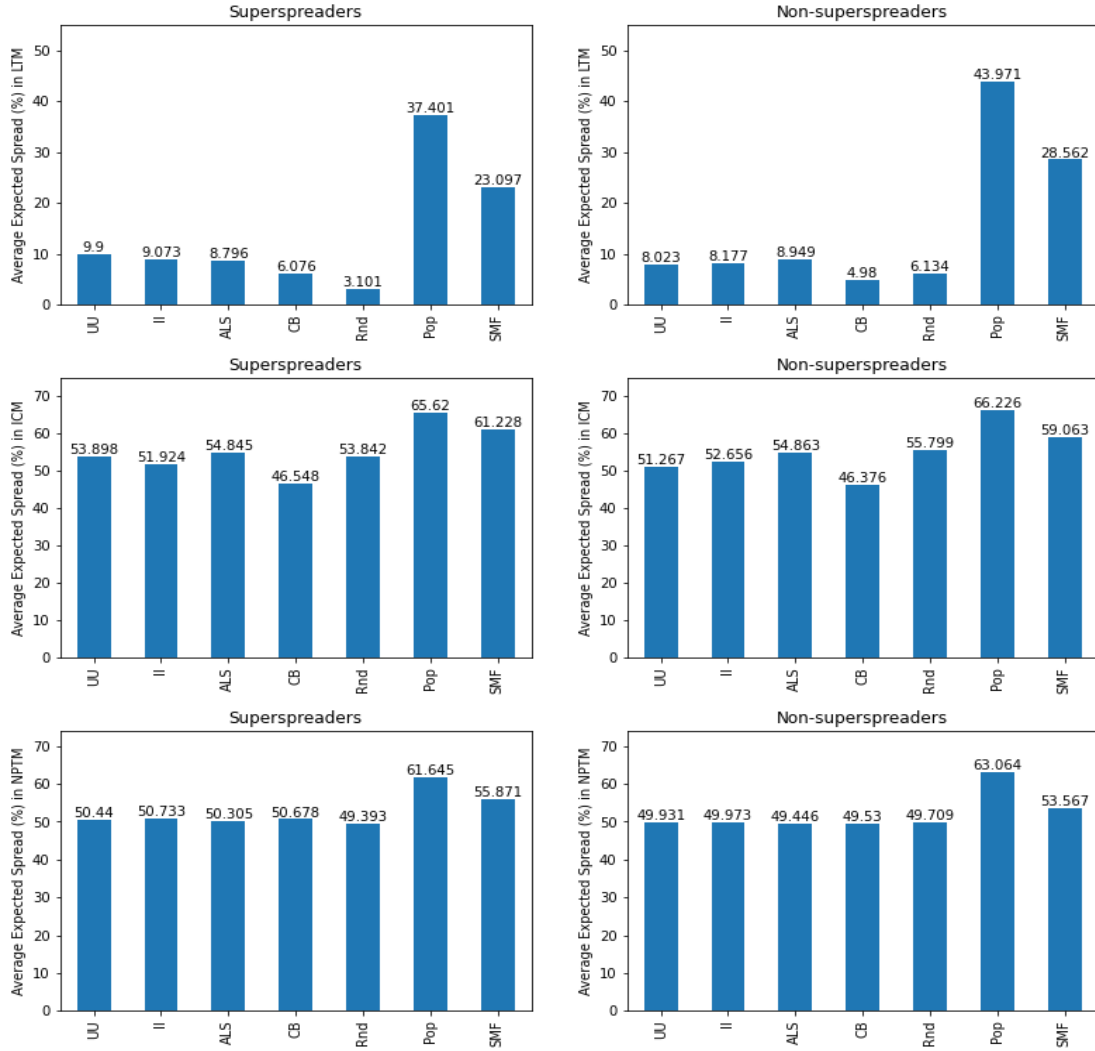 Superspreaders
Average Expected Spread (%) in LTM
50
40
30
20
10
0
9.9
9.073
8.796
6.076
3.101
37.401
23.097
UU
II
ALS
CB
Rnd
Pop
SMF
Non-superspreaders
Average Expected Spread (%) in LTM
50
40
30
20
10
0
8.023
8.177
8.949
4.98
6.134
43.971
28.562
UU
II
ALS
CB
Rnd
Pop
SMF
Superspreaders
Average Expected Spread (%) in ICM
70
60
50
40
30
20
10
0
53.898
51.924
54.845
46.548
53.842
65.62
61.228
UU
II
ALS
CB
Rnd
Pop
SMF
Non-superspreaders
Average Expected Spread (%) in ICM
70
60
50
40
30
20
10
0
51.267
52.656
54.863
46.376
55.799
66.226
59.063
UU
II
ALS
CB
Rnd
Pop
SMF
Superspreaders
Average Expected Spread (%) in NPTM
70
60
50
40
30
20
10
0
50.44
50.733
50.305
50.678
49.393
61.645
55.871
UU
II
ALS
CB
Rnd
Pop
SMF
Non-superspreaders
Average Expected Spread (%) in NPTM
70
60
50
40
30
20
10
0
49.931
49.973
49.446
49.53
49.709
63.064
53.567
UU
II
ALS
CB
Rnd
Pop
SMF